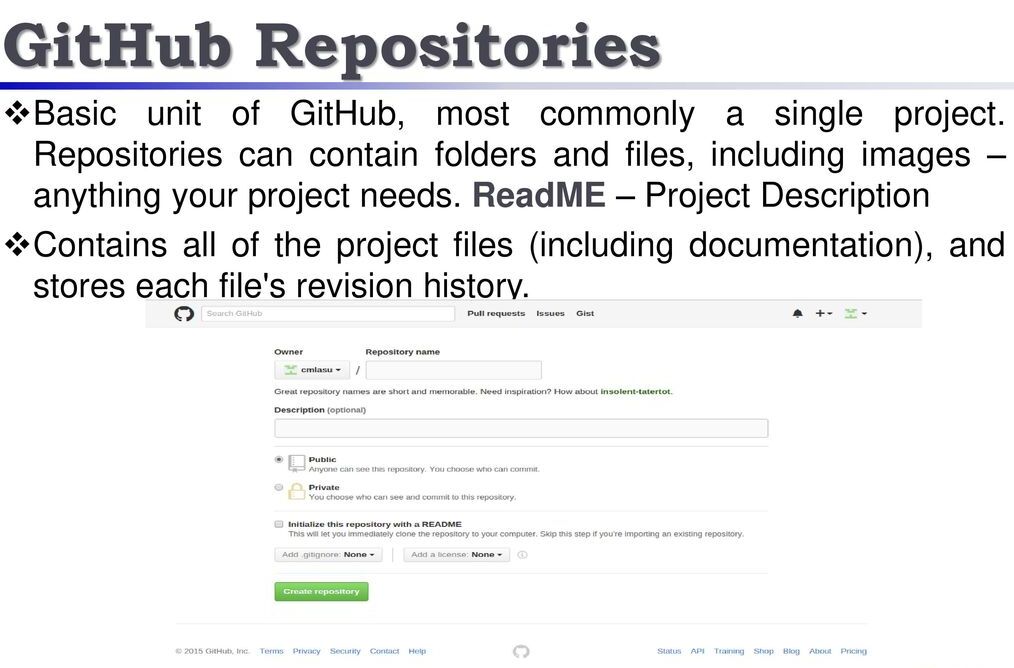 GitHub Repositories
❖Basic unit of GitHub, most commonly a single project.
Repositories can contain folders and files, including images –
anything your project needs. ReadME – Project Description
❖Contains all of the project files (including documentation), and
stores each file's revision history.
Search GitHub Pull requests Issues Gist
Owner Repository name
cmlasu /
Great repository names are short and memorable. Need inspiration? How about insolent-tatertot.
Description (optional)
Public
Anyone can see this repository. You choose who can commit.
Private
You choose who can see and commit to this repository.
Initialize this repository with a README
This will let you immediately clone the repository to your computer. Skip this step if you're importing an existing repository.
Add .gitignore: None Add a license: None
Create repository
© 2015 GitHub, Inc. Terms Privacy Security Contact Help Status API Training Shop Blog About Pricing